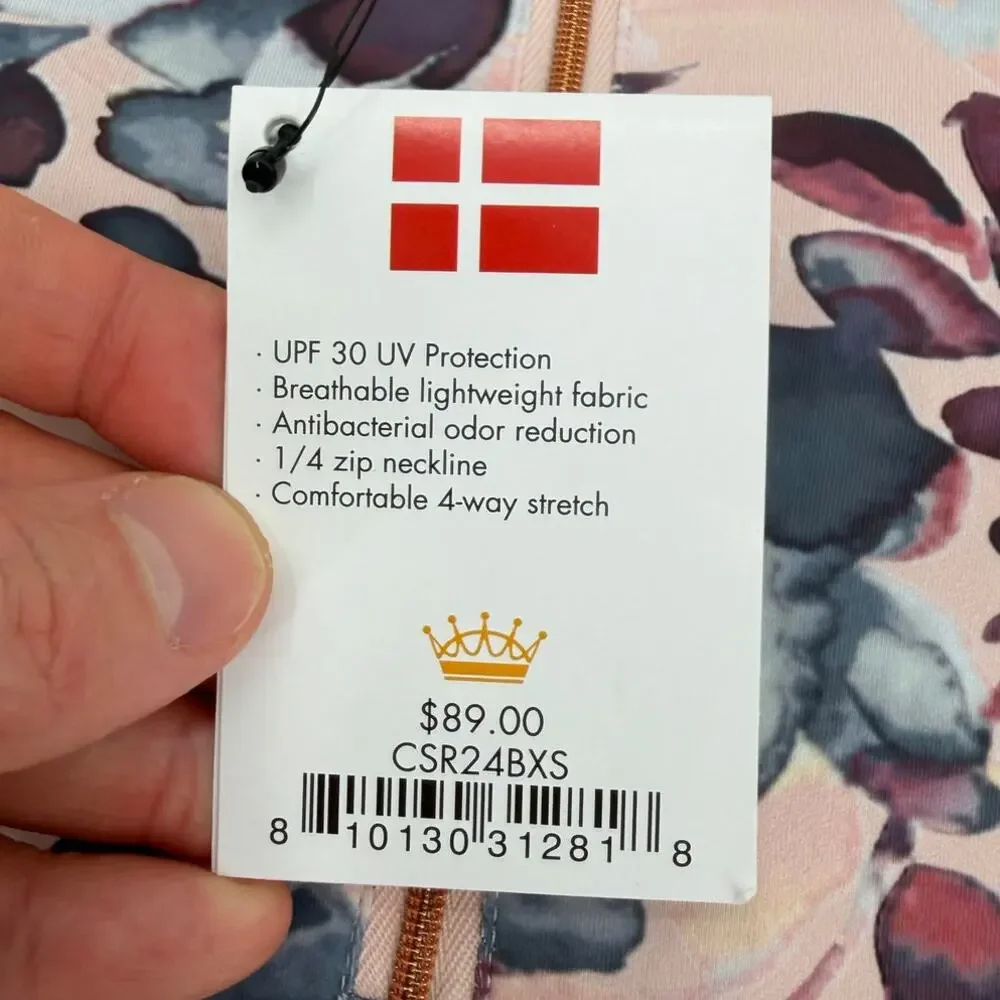 · UPF 30 UV Protection
· Breathable lightweight fabric
· Antibacterial odor reduction
· 1/4 zip neckline
· Comfortable 4-way stretch
$89.00
CSR24BXS
8 10130 31281 8